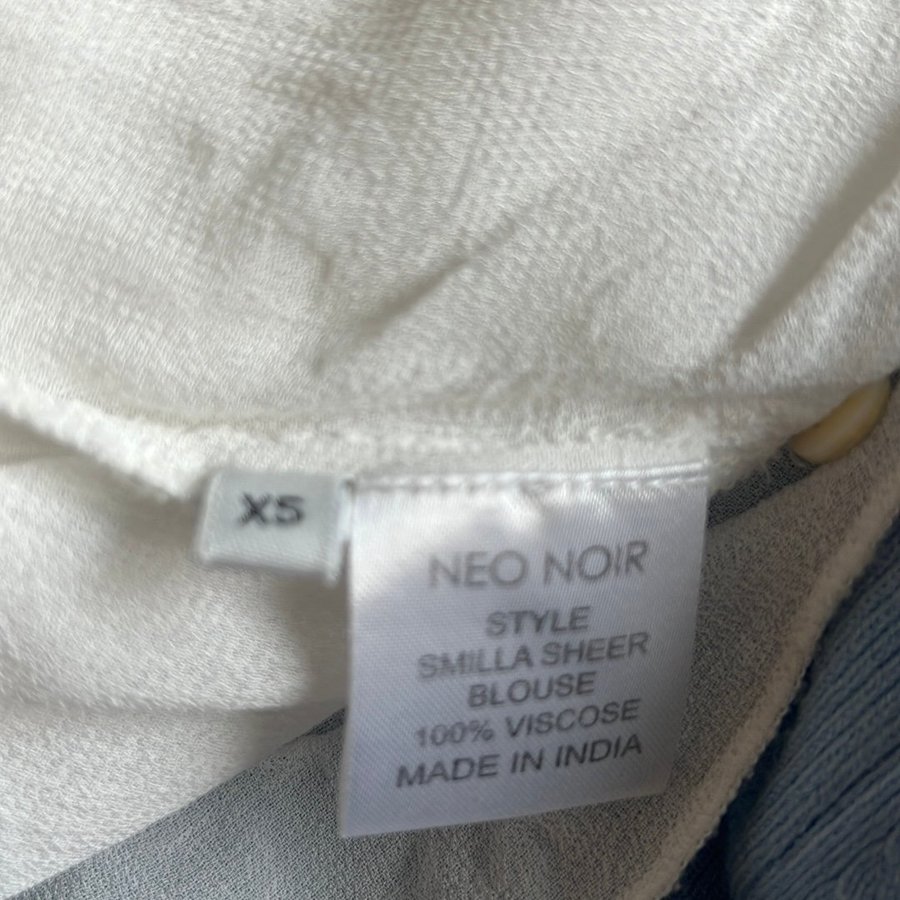 XS
NEO NOIR
STYLE
SMILLA SHEER
BLOUSE
100% VISCOSE
MADE IN INDIA